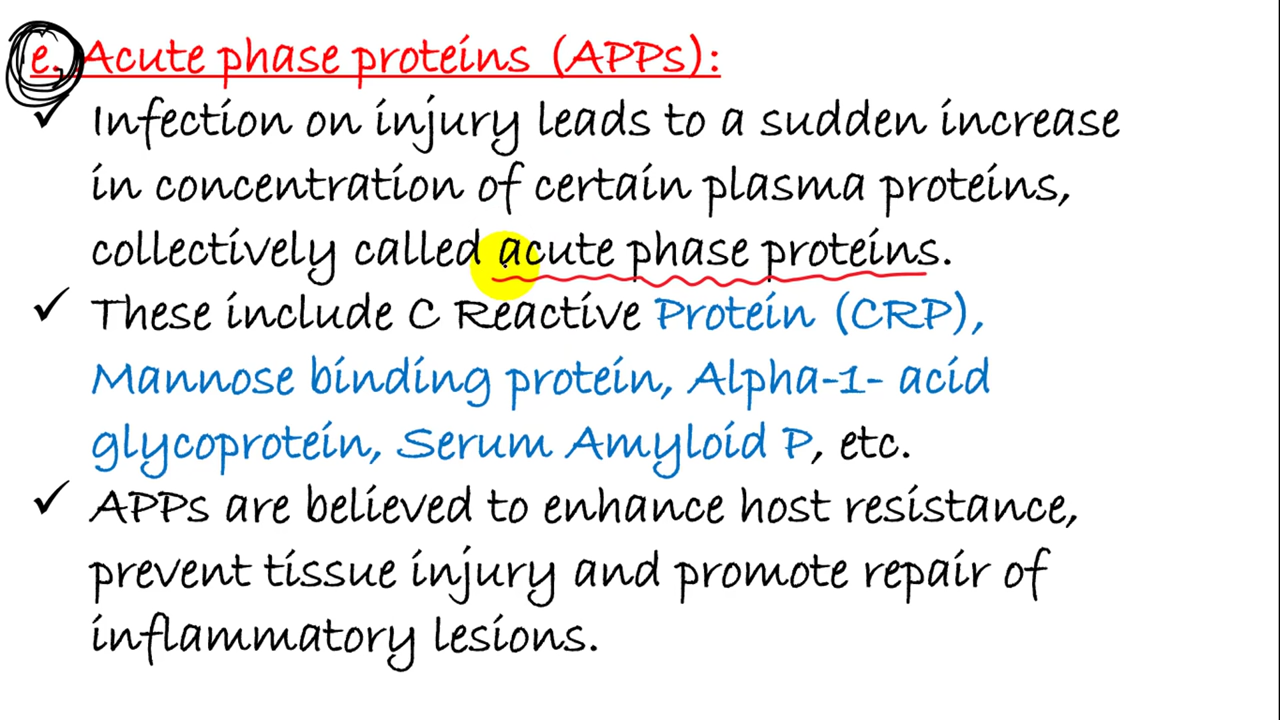 e. Acute phase proteins (APPs):
✓ Infection on injury leads to a sudden increase
in concentration of certain plasma proteins,
collectively called acute phase proteins.
✓ These include C Reactive Protein (CRP),
Mannose binding protein, Alpha-1- acid
glycoprotein, Serum Amyloid P, etc.
✓ APPs are believed to enhance host resistance,
prevent tissue injury and promote repair of
inflammatory lesions.